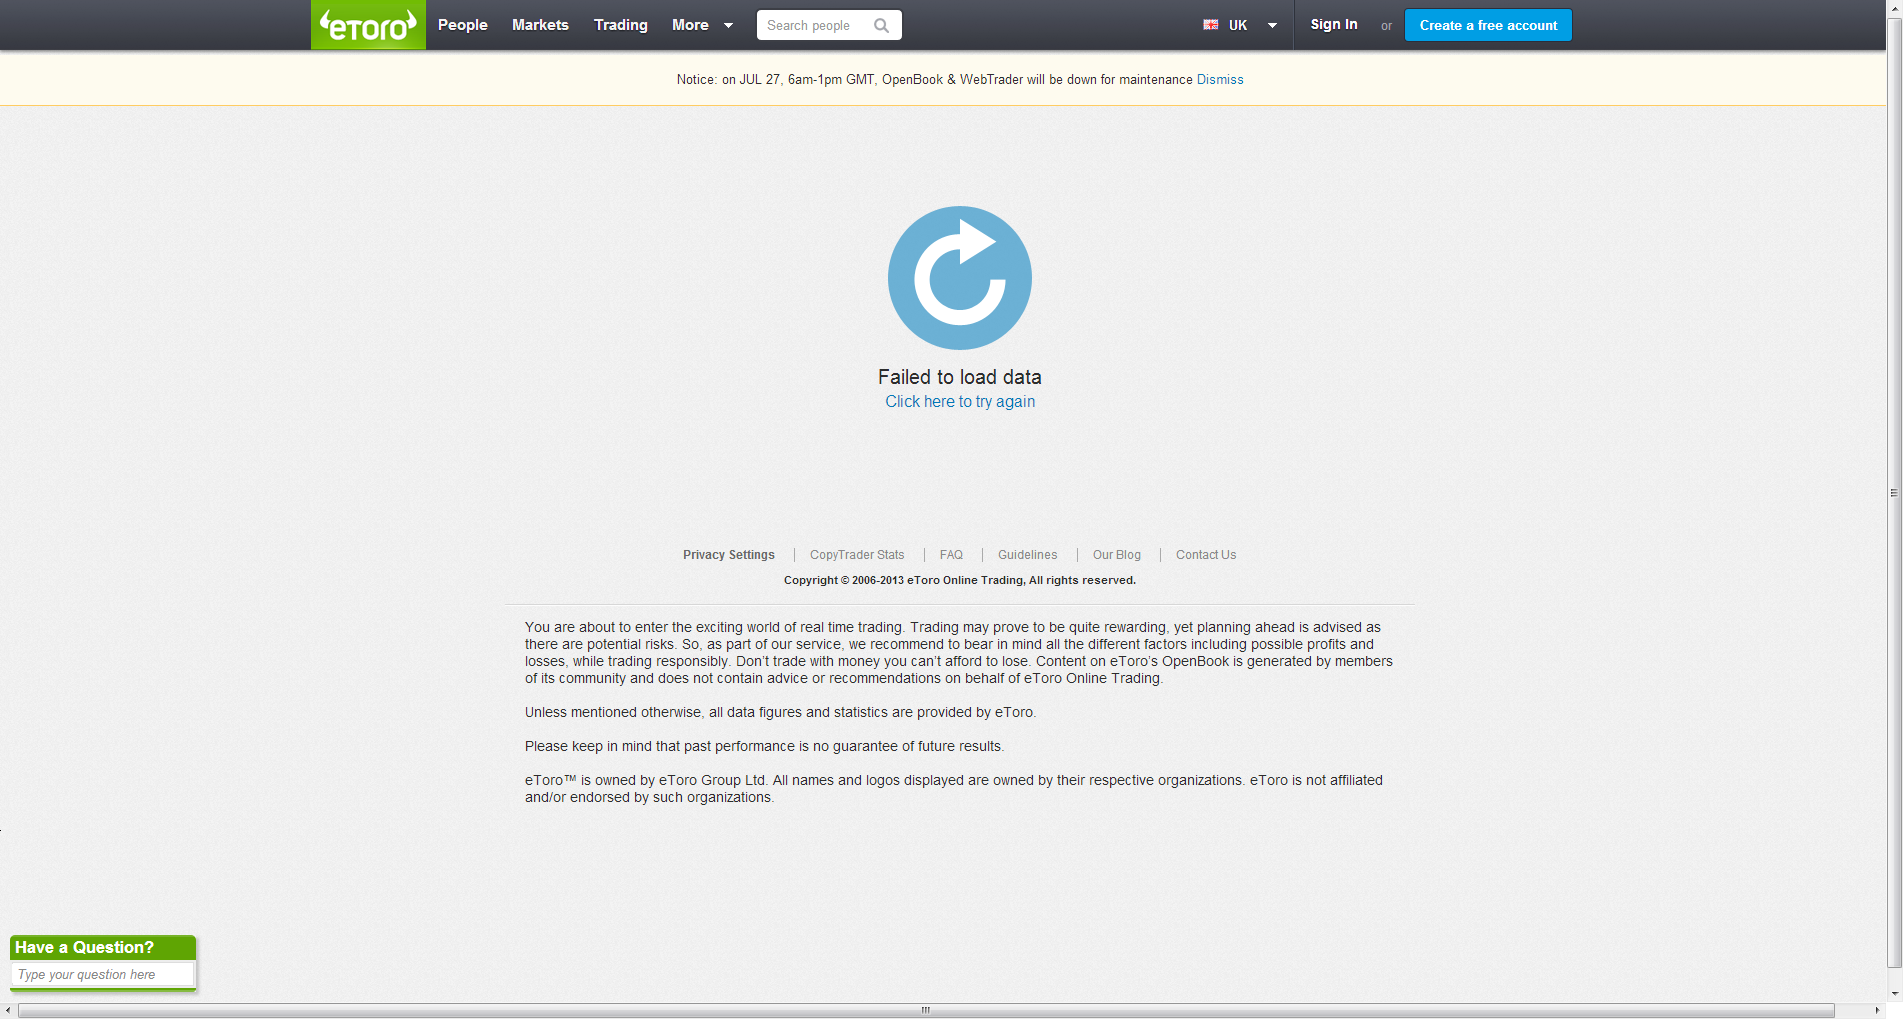 eToro People Markets Trading More Search people UK Sign In or Create a free account
Notice: on JUL 27, 6am-1pm GMT, OpenBook & WebTrader will be down for maintenance Dismiss
Failed to load data
Click here to try again
Privacy Settings CopyTrader Stats FAQ Guidelines Our Blog Contact Us
Copyright © 2006-2013 eToro Online Trading, All rights reserved.
You are about to enter the exciting world of real time trading. Trading may prove to be quite rewarding, yet planning ahead is advised as
there are potential risks. So, as part of our service, we recommend to bear in mind all the different factors including possible profits and
losses, while trading responsibly. Don't trade with money you can't afford to lose. Content on eToro's OpenBook is generated by members
of its community and does not contain advice or recommendations on behalf of eToro Online Trading.
Unless mentioned otherwise, all data figures and statistics are provided by eToro.
Please keep in mind that past performance is no guarantee of future results.
eToro™ is owned by eToro Group Ltd. All names and logos displayed are owned by their respective organizations. eToro is not affiliated
and/or endorsed by such organizations.
Have a Question?
Type your question here